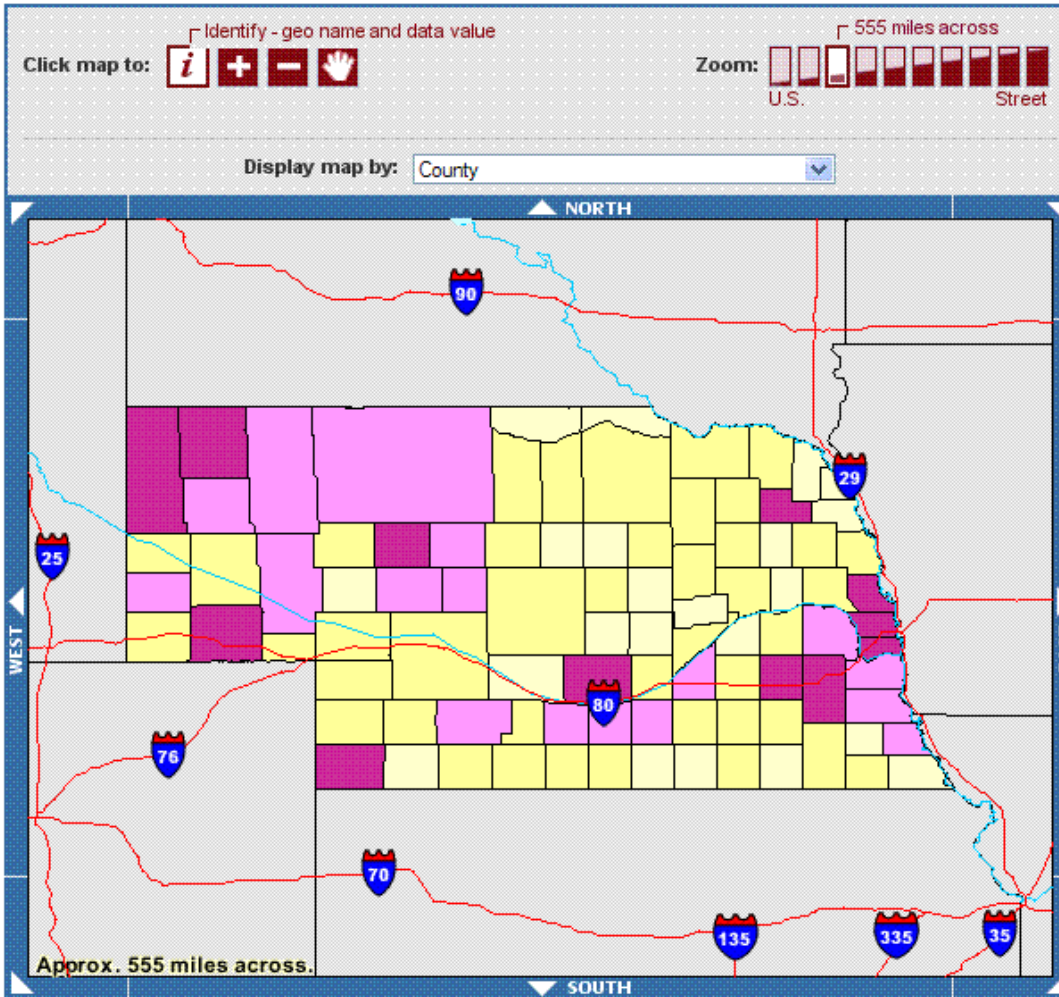 Identify - geo name and data value
555 miles across
Click map to:
i
Zoom:
U.S.
Street
Display map by:
County
NORTH
90
29
25
WEST
80
76
70
135
335
35
Approx. 555 miles across.
SOUTH